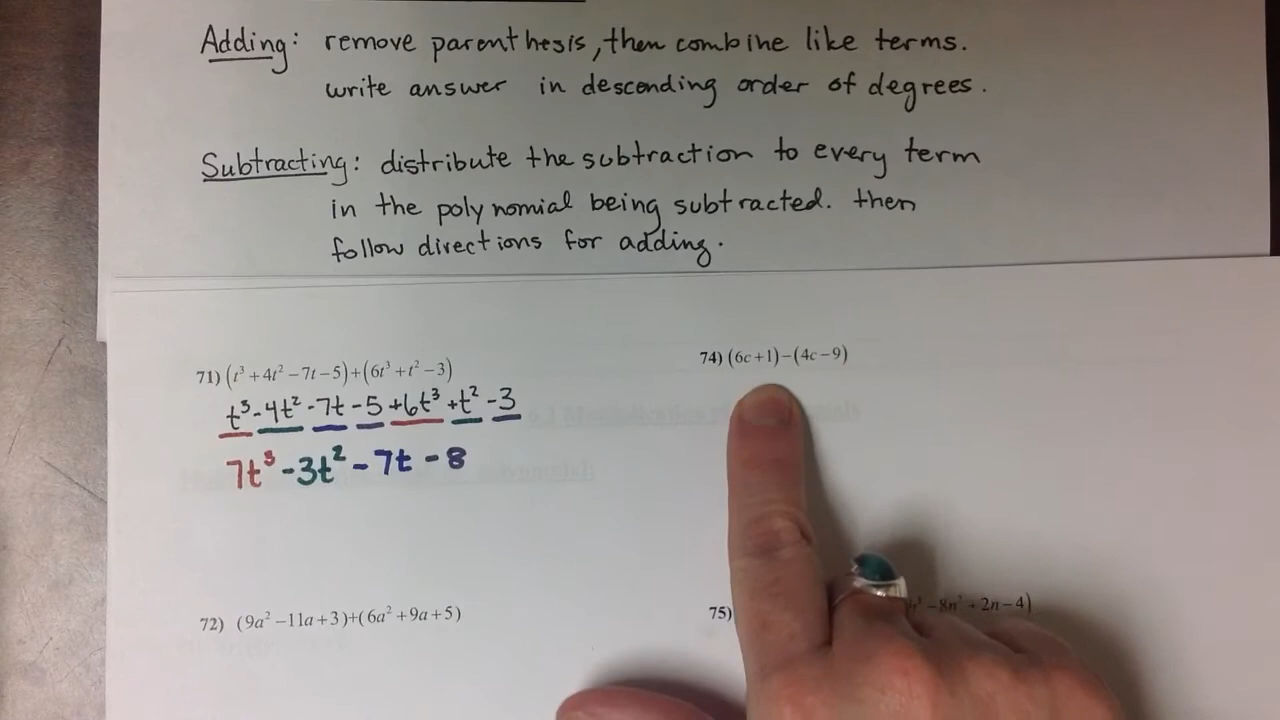 Adding: remove parenthesis, then combine like terms.
write answer in descending order of degrees.
Subtracting: distribute the subtraction to every term
in the polynomial being subtracted. then
follow directions for adding.
71) (t³ + 4t² − 7t − 5) + (6t³ + t² − 3)
t³ - 4t² - 7t - 5 + 6t³ + t² - 3
7t³ - 3t² - 7t - 8
74) (6c + 1) − (4c − 9)
72) (9a² − 11a + 3) + (6a² + 9a + 5)
75) − 8n² + 2n − 4)